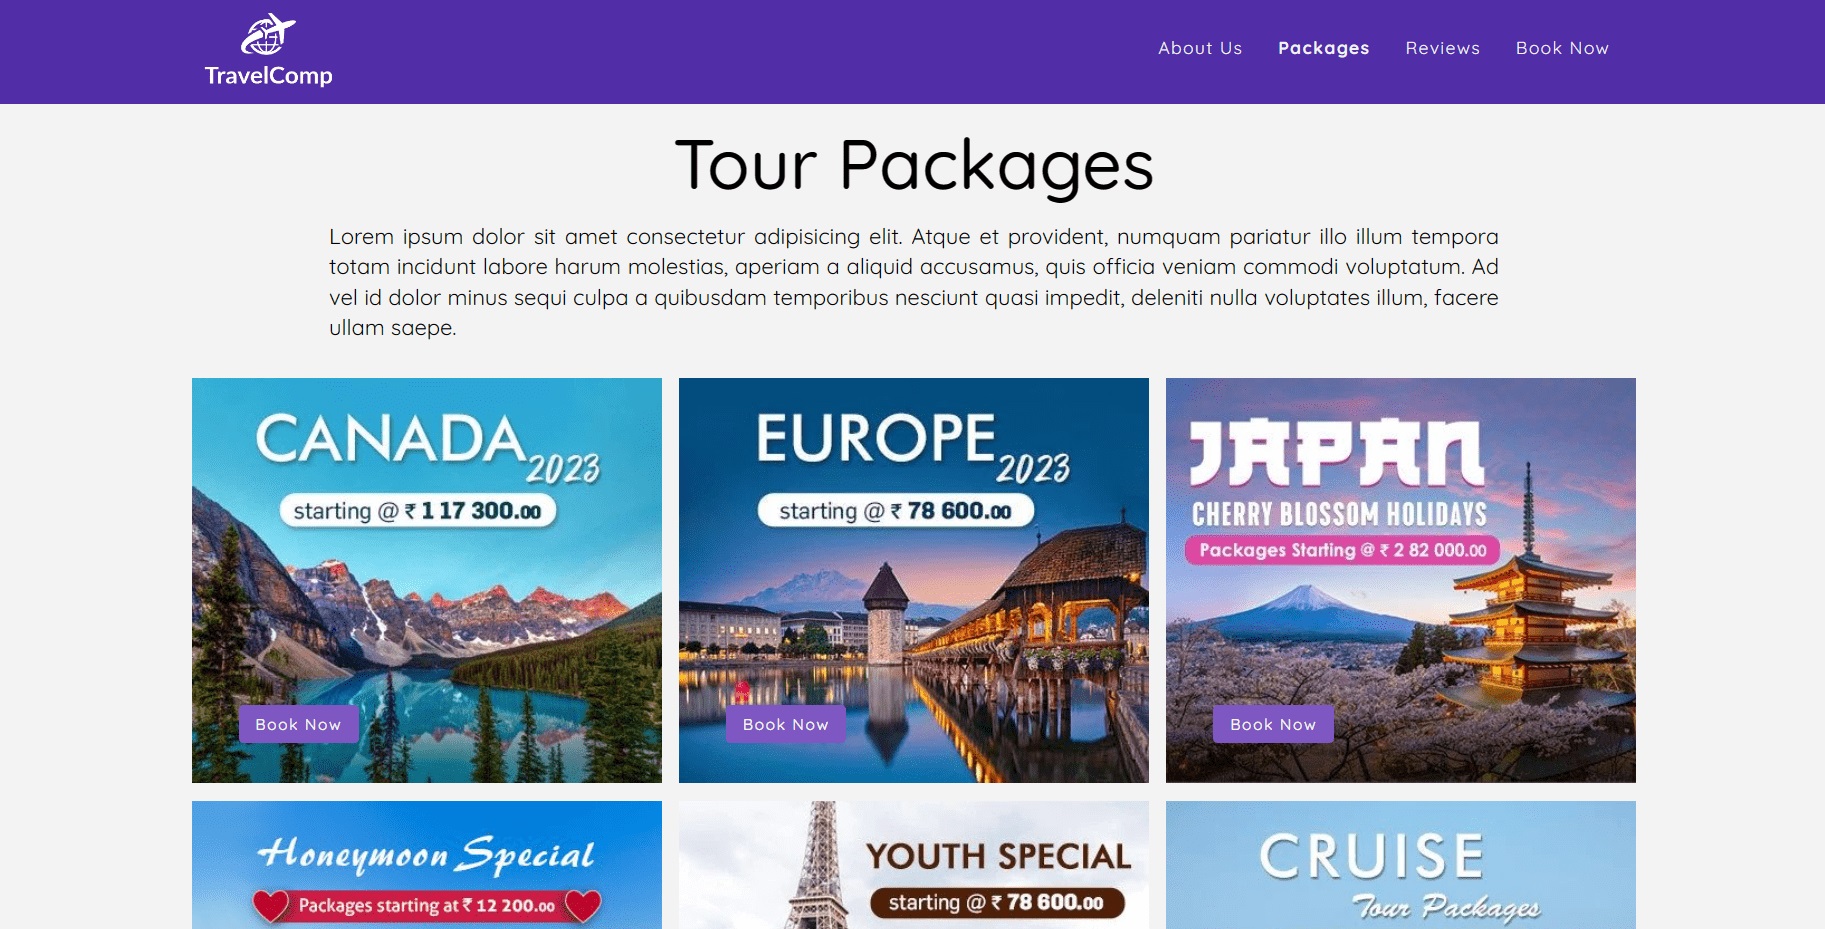 TravelComp
About Us
Packages
Reviews
Book Now
Tour Packages
Lorem ipsum dolor sit amet consectetur adipisicing elit. Atque et provident, numquam pariatur illo illum tempora
totam incidunt labore harum molestias, aperiam a aliquid accusamus, quis officia veniam commodi voluptatum. Ad
vel id dolor minus sequi culpa a quibusdam temporibus nesciunt quasi impedit, deleniti nulla voluptates illum, facere
ullam saepe.
CANADA
2023
starting @ ₹ 1 17 300.00
Book Now
EUROPE
2023
starting @ ₹ 78 600.00
Book Now
JAPAN
CHERRY BLOSSOM HOLIDAYS
Packages Starting @ ₹ 2 82 000.00
Book Now
Honeymoon Special
Packages starting at ₹ 12 200.00
YOUTH SPECIAL
starting @ ₹ 78 600.00
CRUISE
Tour Packages